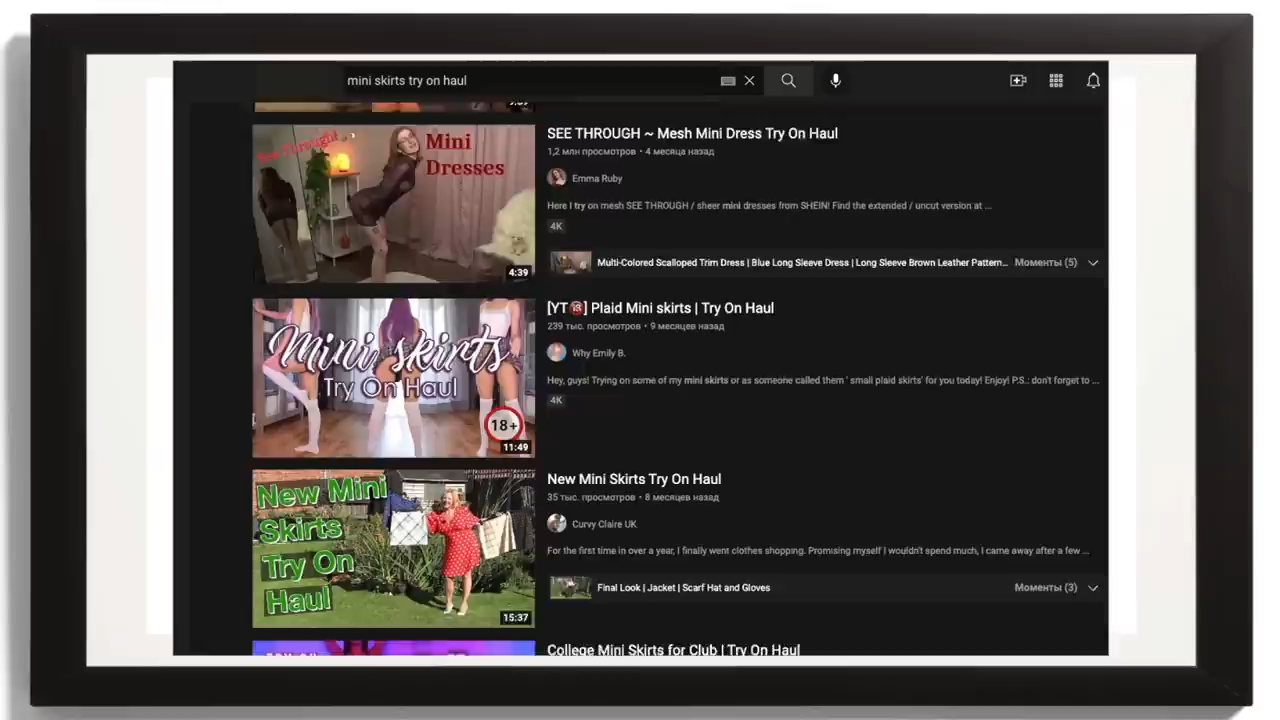 mini skirts try on haul
SEE THROUGH ~ Mesh Mini Dress Try On Haul
1,2 млн просмотров • 4 месяца назад
Emma Ruby
Here I try on mesh SEE THROUGH / sheer mini dresses from SHEIN! Find the extended / uncut version at ...
4K
Multi-Colored Scalloped Trim Dress | Blue Long Sleeve Dress | Long Sleeve Brown Leather Pattern...
Моменты (5)
See Through
Mini
Dresses
4:39
[YT🔞] Plaid Mini skirts | Try On Haul
239 тыс. просмотров • 9 месяцев назад
Why Emily B.
Hey, guys! Trying on some of my mini skirts or as someone called them ' small plaid skirts' for you today! Enjoy! P.S.: don't forget to ...
4K
Mini skirts
Try On Haul
18+
11:49
New Mini Skirts Try On Haul
35 тыс. просмотров • 8 месяцев назад
Curvy Claire UK
For the first time in over a year, I finally went clothes shopping. Promising myself I wouldn't spend much, I came away after a few ...
Final Look | Jacket | Scarf Hat and Gloves
Моменты (3)
New Mini
Skirts
Try On
Haul
15:37
College Mini Skirts for Club | Try On Haul